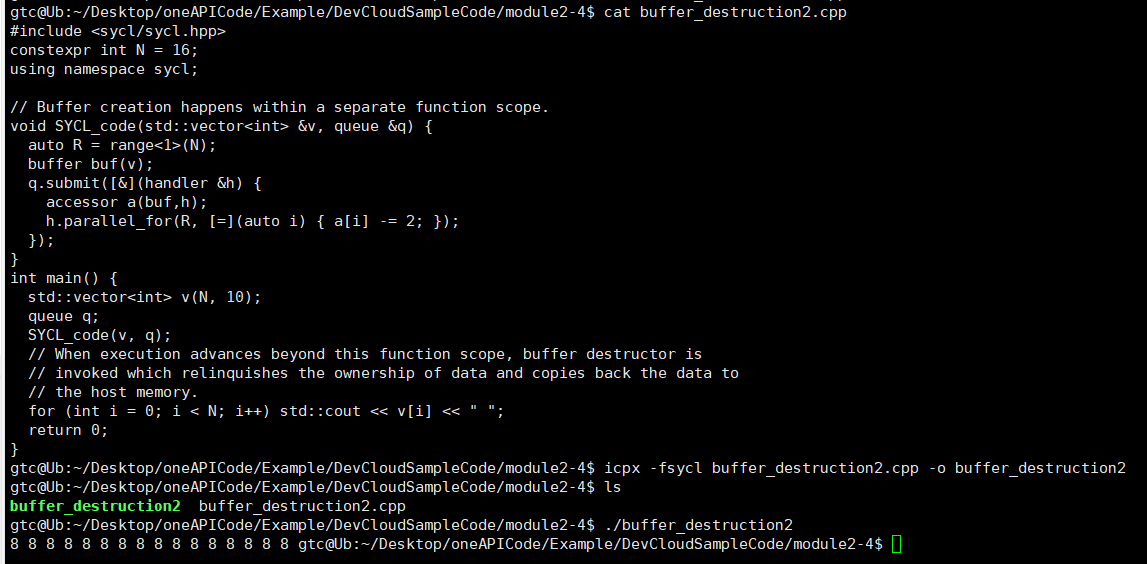 gtc@Ub:~/Desktop/oneAPICode/Example/DevCloudSampleCode/module2-4$ cat buffer_destruction2.cpp
#include <sycl/sycl.hpp>
constexpr int N = 16;
using namespace sycl;

// Buffer creation happens within a separate function scope.
void SYCL_code(std::vector<int> &v, queue &q) {
  auto R = range<1>(N);
  buffer buf(v);
  q.submit([&](handler &h) {
    accessor a(buf,h);
    h.parallel_for(R, [=](auto i) { a[i] -= 2; });
  });
}
int main() {
  std::vector<int> v(N, 10);
  queue q;
  SYCL_code(v, q);
  // When execution advances beyond this function scope, buffer destructor is
  // invoked which relinquishes the ownership of data and copies back the data to
  // the host memory.
  for (int i = 0; i < N; i++) std::cout << v[i] << " ";
  return 0;
}
gtc@Ub:~/Desktop/oneAPICode/Example/DevCloudSampleCode/module2-4$ icpx -fsycl buffer_destruction2.cpp -o buffer_destruction2
gtc@Ub:~/Desktop/oneAPICode/Example/DevCloudSampleCode/module2-4$ ls
buffer_destruction2  buffer_destruction2.cpp
gtc@Ub:~/Desktop/oneAPICode/Example/DevCloudSampleCode/module2-4$ ./buffer_destruction2
8 8 8 8 8 8 8 8 8 8 8 8 8 8 8 8 gtc@Ub:~/Desktop/oneAPICode/Example/DevCloudSampleCode/module2-4$